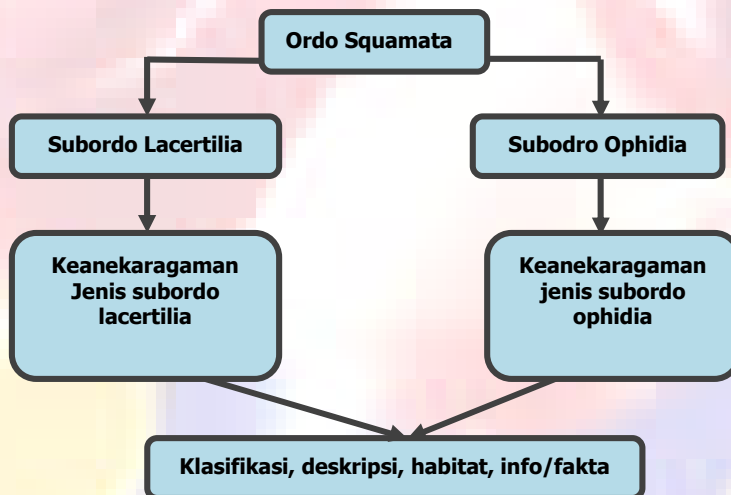 Ordo Squamata
Subordo Lacertilia
Subodro Ophidia
Keanekaragaman
Jenis subordo
lacertilia
Keanekaragaman
jenis subordo
ophidia
Klasifikasi, deskripsi, habitat, info/fakta